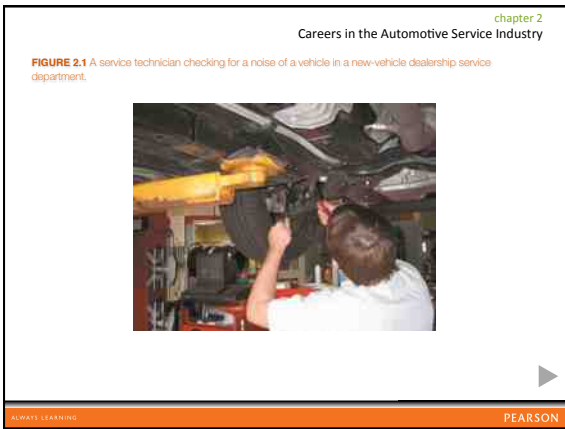 chapter 2
Careers in the Automotive Service Industry
FIGURE 2.1 A service technician checking for a noise of a vehicle in a new-vehicle dealership service
department.
ALWAYS LEARNING
PEARSON